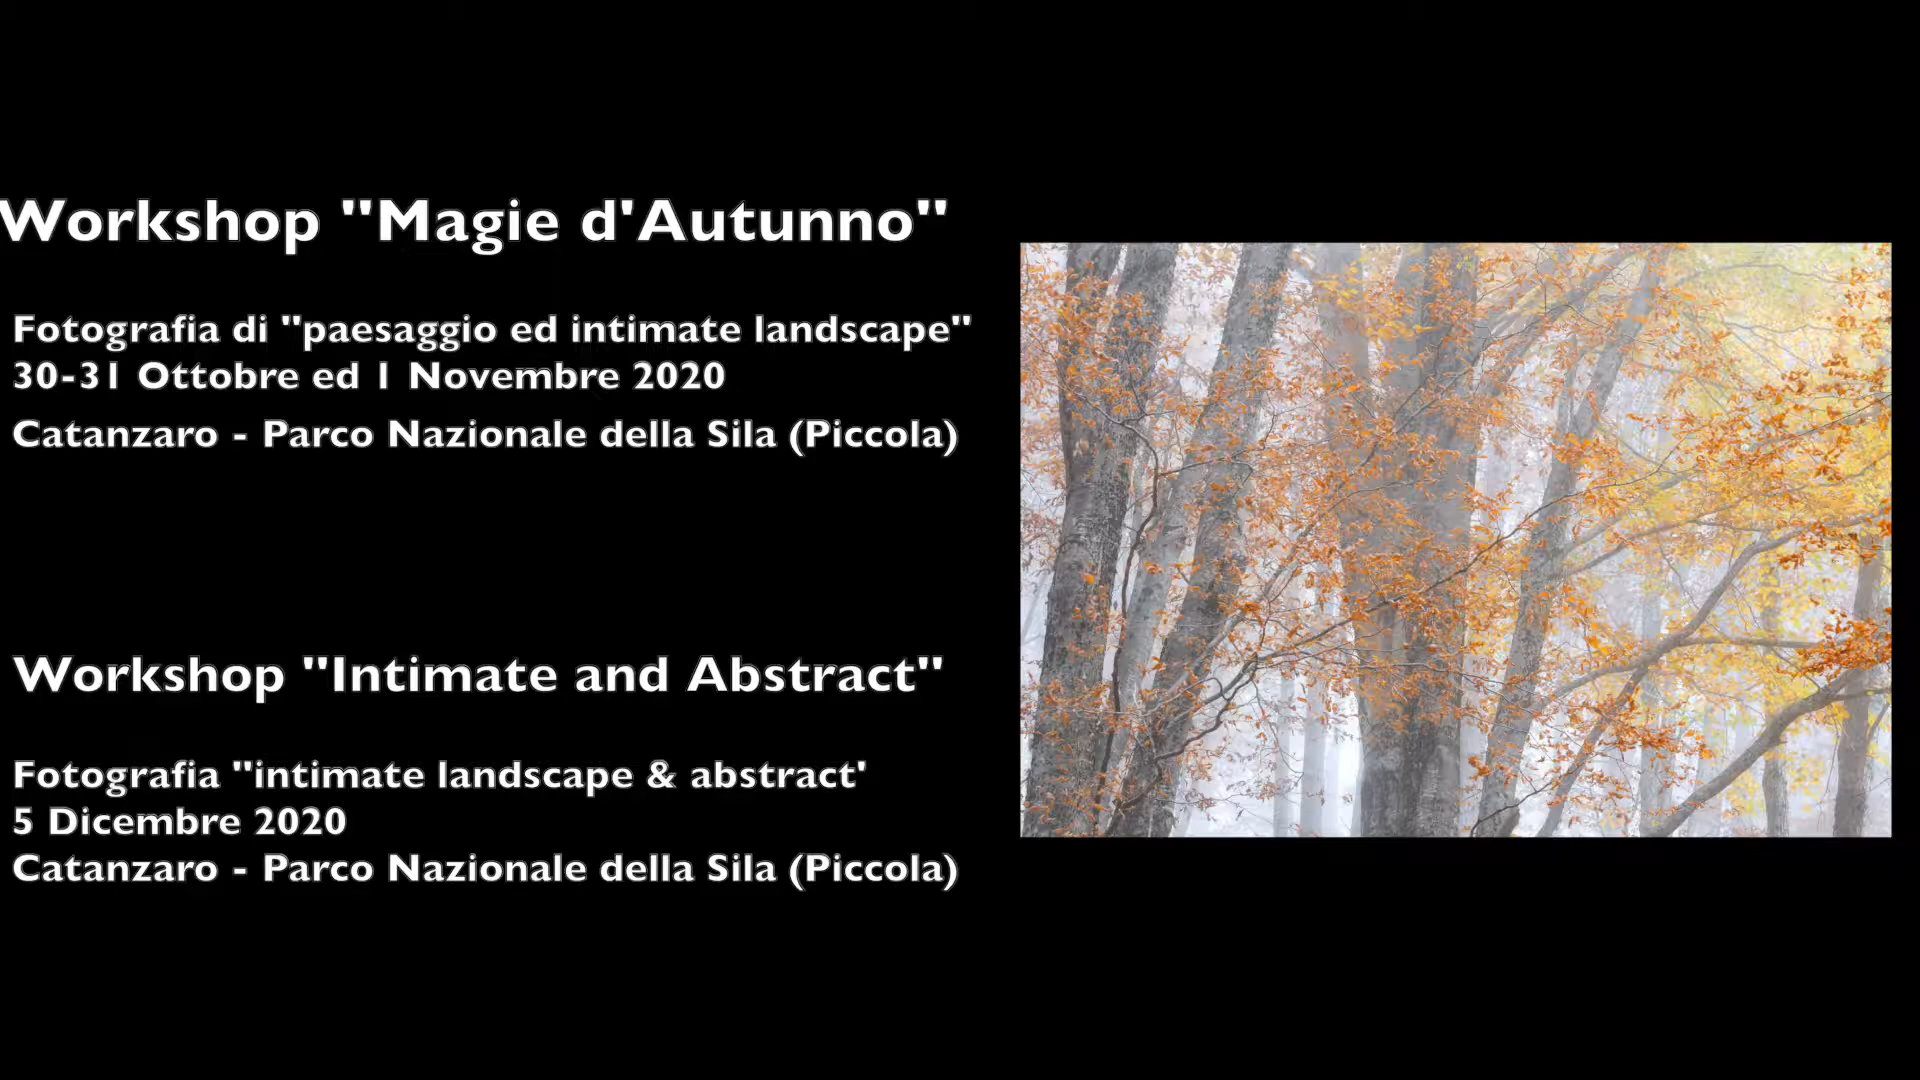 Workshop "Magie d'Autunno"
Fotografia di "paesaggio ed intimate landscape"
30-31 Ottobre ed 1 Novembre 2020
Catanzaro - Parco Nazionale della Sila (Piccola)
Workshop "Intimate and Abstract"
Fotografia "intimate landscape & abstract'
5 Dicembre 2020
Catanzaro - Parco Nazionale della Sila (Piccola)